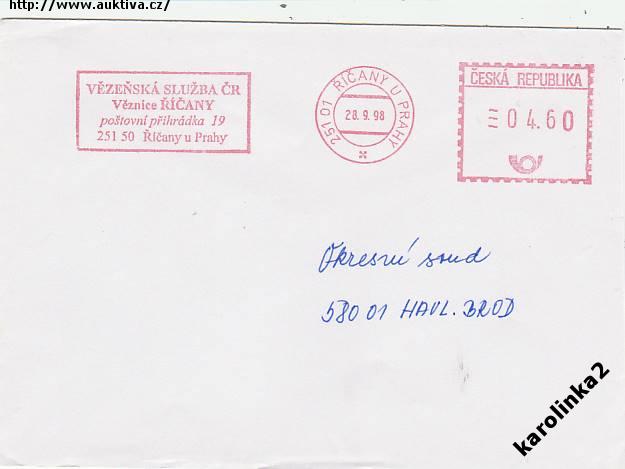 http://www.auktiva.cz/
VĚZEŇSKÁ SLUŽBA ČR
Věznice ŘÍČANY
poštovní přihrádka 19
251 50 Říčany u Prahy
251 01 ŘÍČANY U PRAHY
28.9.98
ČESKÁ REPUBLIKA
04.60
Okresní soud
580 01 HAVL. BROD
karolinka2